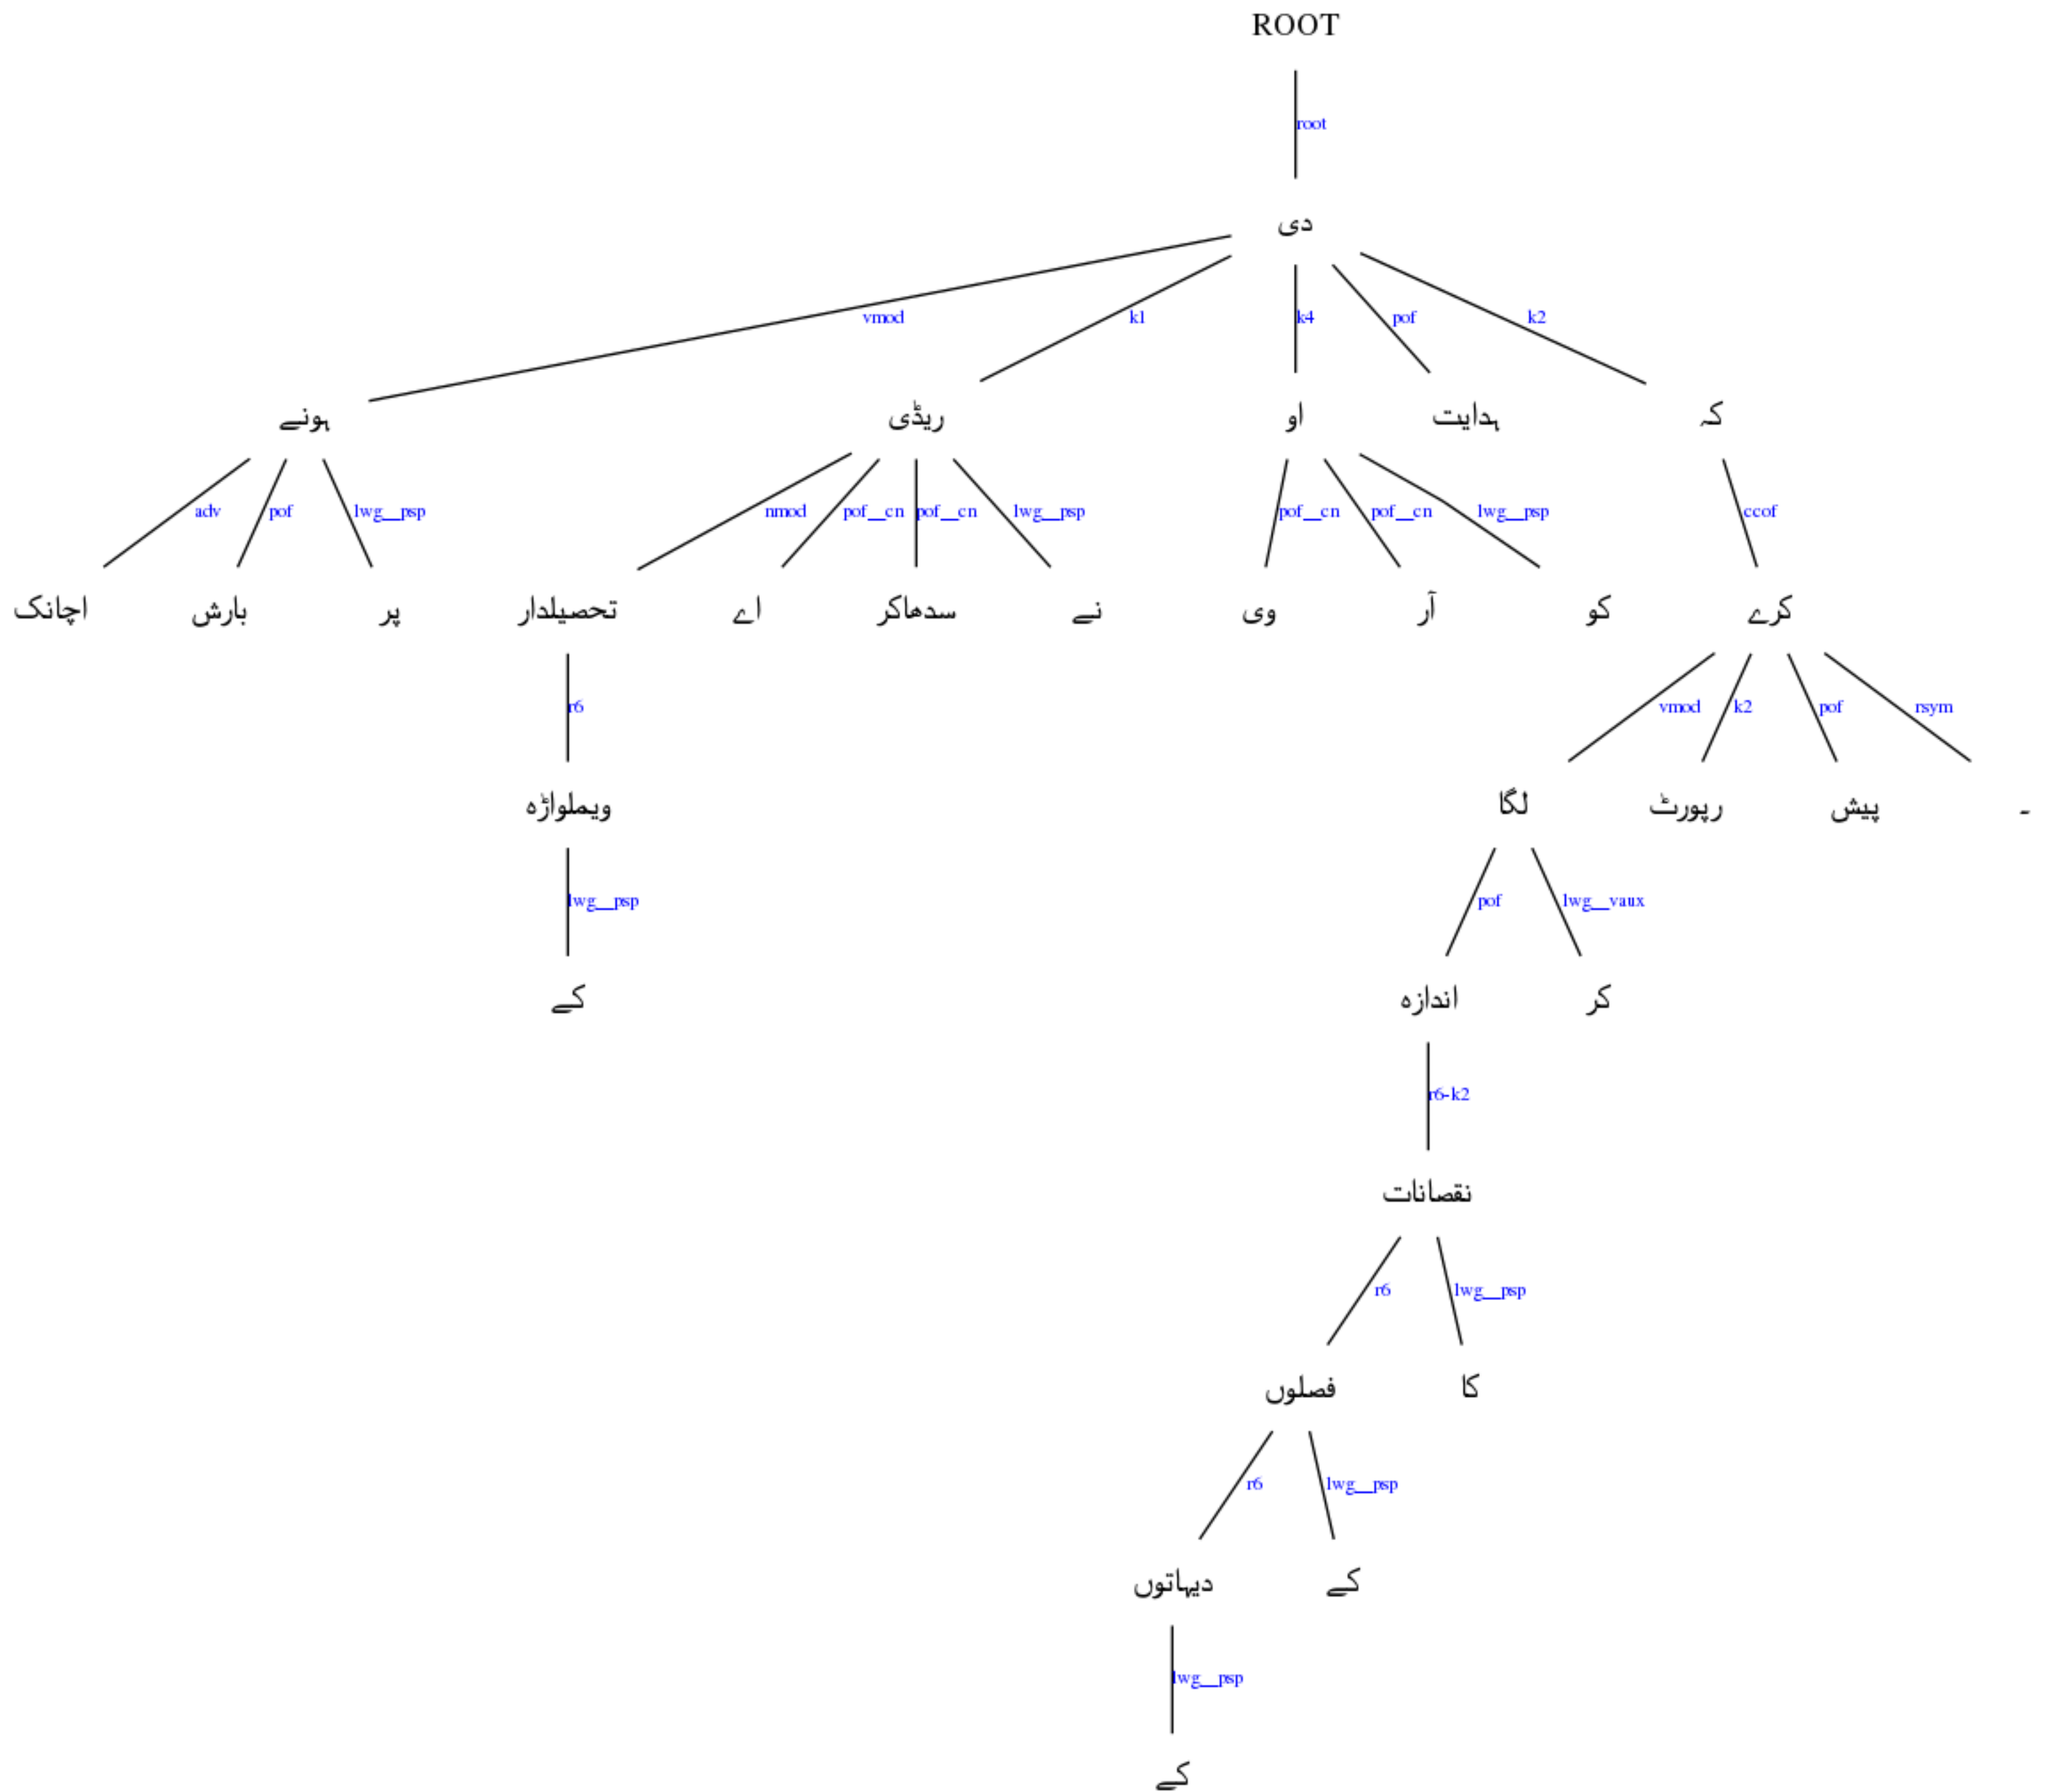 ROOT
root
دی
vmod k1 k4 pof k2
ہونے ریڈی او ہدایت کہ
adv pof lwg__psp nmod pof__cn pof__cn lwg__psp pof__cn pof__cn lwg__psp ccof
اچانک بارش پر تحصیلدار اے سدھاکر نے وی آر کو کرے
r6 vmod k2 pof rsym
ویملواڑہ لگا رپورٹ پیش ۔
lwg__psp pof lwg__vaux
کے اندازہ کر
r6-k2
نقصانات
r6 lwg__psp
فصلوں کا
r6 lwg__psp
دیہاتوں کے
lwg__psp
کے